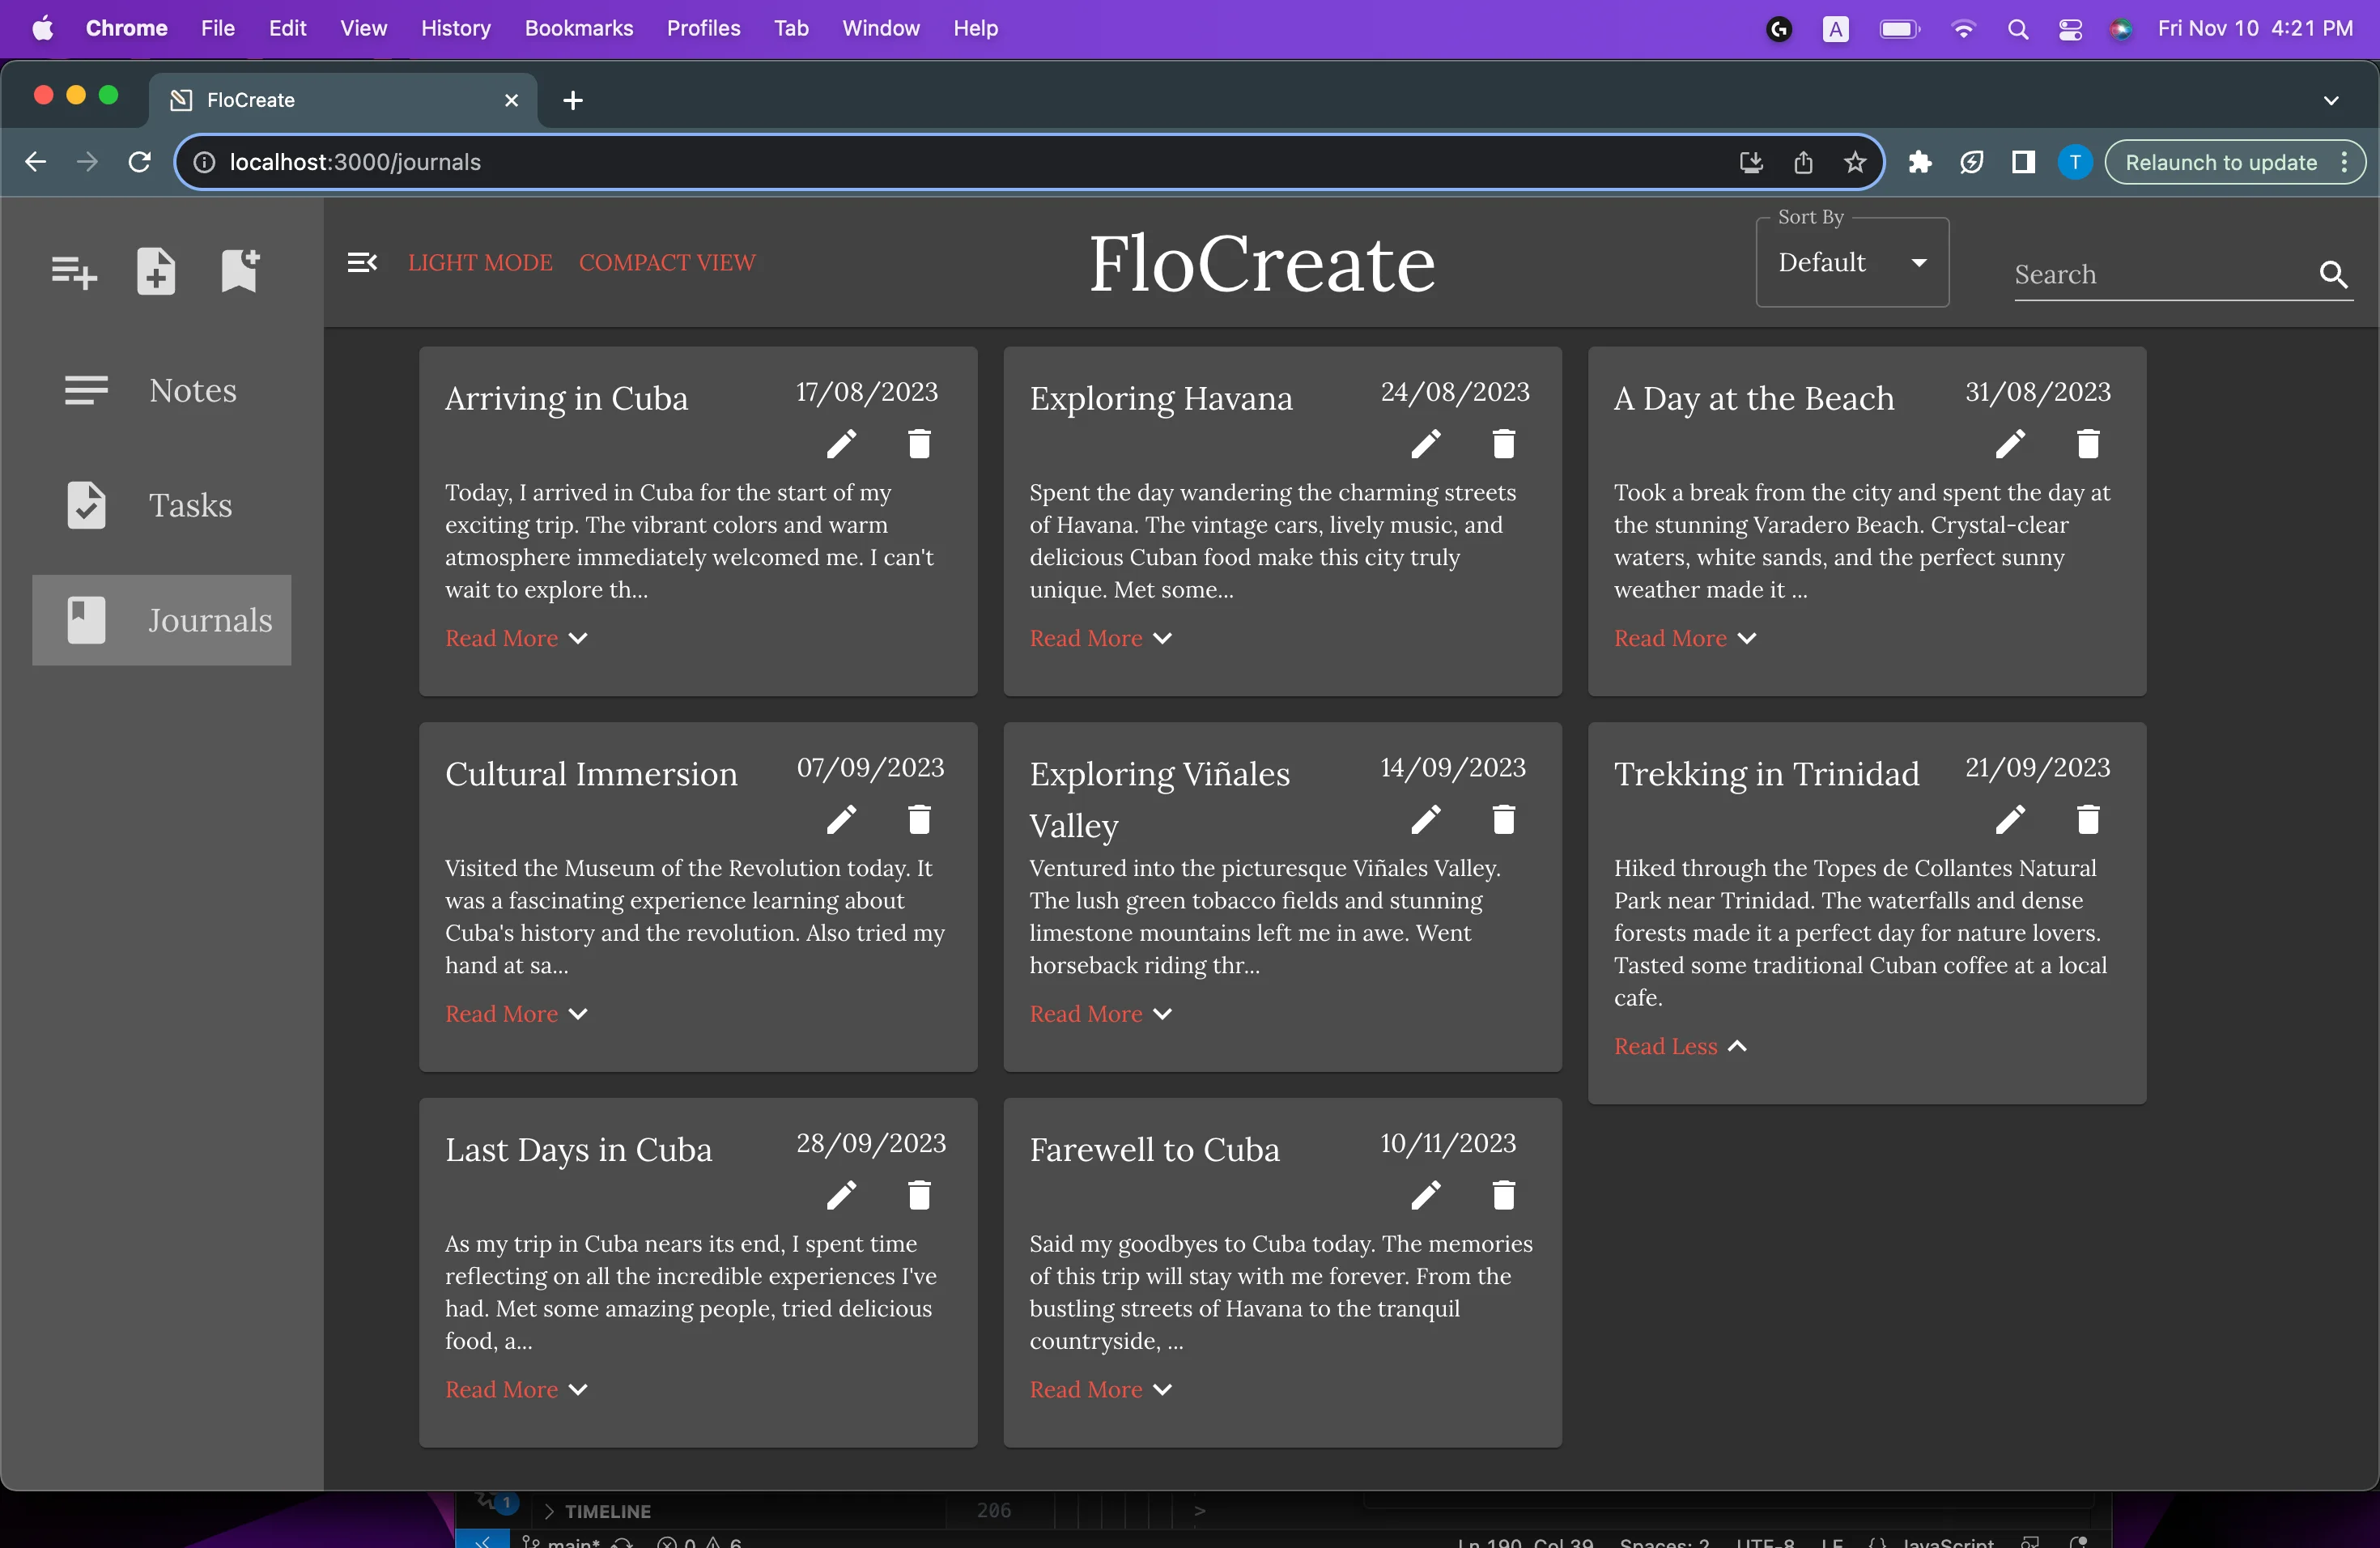 Chrome File Edit View History Bookmarks Profiles Tab Window Help A Fri Nov 10 4:21 PM
FloCreate
localhost:3000/journals T Relaunch to update
LIGHT MODE COMPACT VIEW FloCreate Sort By Default Search
Notes
Tasks
Journals
Arriving in Cuba 17/08/2023
Today, I arrived in Cuba for the start of my
exciting trip. The vibrant colors and warm
atmosphere immediately welcomed me. I can't
wait to explore th...
Read More
Exploring Havana 24/08/2023
Spent the day wandering the charming streets
of Havana. The vintage cars, lively music, and
delicious Cuban food make this city truly
unique. Met some...
Read More
A Day at the Beach 31/08/2023
Took a break from the city and spent the day at
the stunning Varadero Beach. Crystal-clear
waters, white sands, and the perfect sunny
weather made it ...
Read More
Cultural Immersion 07/09/2023
Visited the Museum of the Revolution today. It
was a fascinating experience learning about
Cuba's history and the revolution. Also tried my
hand at sa...
Read More
Exploring Viñales 14/09/2023
Valley
Ventured into the picturesque Viñales Valley.
The lush green tobacco fields and stunning
limestone mountains left me in awe. Went
horseback riding thr...
Read More
Trekking in Trinidad 21/09/2023
Hiked through the Topes de Collantes Natural
Park near Trinidad. The waterfalls and dense
forests made it a perfect day for nature lovers.
Tasted some traditional Cuban coffee at a local
cafe.
Read Less
Last Days in Cuba 28/09/2023
As my trip in Cuba nears its end, I spent time
reflecting on all the incredible experiences I've
had. Met some amazing people, tried delicious
food, a...
Read More
Farewell to Cuba 10/11/2023
Said my goodbyes to Cuba today. The memories
of this trip will stay with me forever. From the
bustling streets of Havana to the tranquil
countryside, ...
Read More
1 TIMELINE 206 >
main* 0 6 Ln 190, Col 39 Spaces: 2 UTF-8 LF {} JavaScript